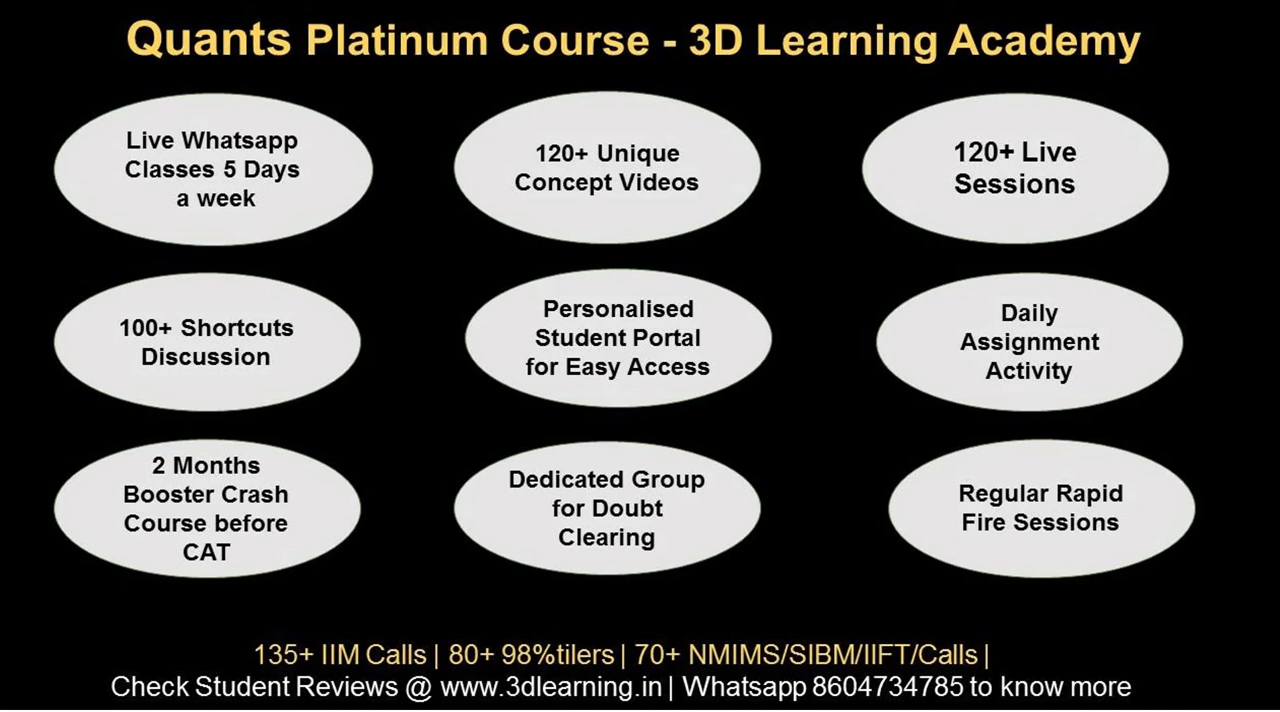 Quants Platinum Course - 3D Learning Academy
Live Whatsapp
Classes 5 Days
a week
120+ Unique
Concept Videos
120+ Live
Sessions
100+ Shortcuts
Discussion
Personalised
Student Portal
for Easy Access
Daily
Assignment
Activity
2 Months
Booster Crash
Course before
CAT
Dedicated Group
for Doubt
Clearing
Regular Rapid
Fire Sessions
135+ IIM Calls | 80+ 98%tilers | 70+ NMIMS/SIBM/IIFT/Calls |
Check Student Reviews @ www.3dlearning.in | Whatsapp 8604734785 to know more